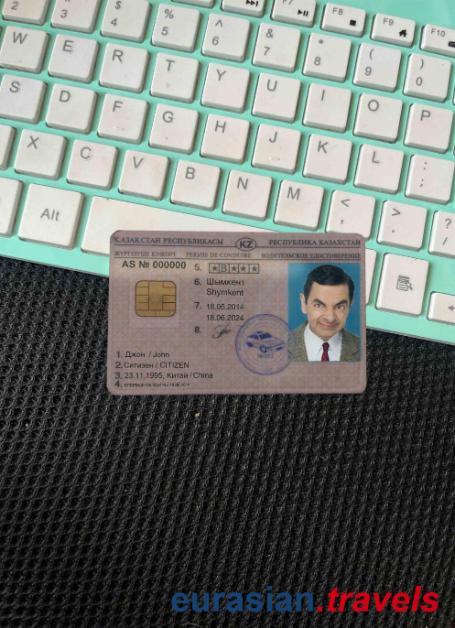 2
3
$
4
%
5
^
6
&
7
*
8
(
9
)
0
F8
F9
F10
W
E
R
T
Y
U
I
O
P
S
D
F
G
H
J
K
L
:
;
X
C
V
B
N
M
<
,
>
.
?
/
Alt
ҚАЗАҚСТАН РЕСПУБЛИКАСЫ KZ РЕСПУБЛИКА КАЗАХСТАН
ЖҮРГІЗУШІ КУӘЛІГІ PERMIS DE CONDUIRE ВОДИТЕЛЬСКОЕ УДОСТОВЕРЕНИЕ
AS № 000000 5. ★ B ★ ★ ★
6. Шымкент
Shymkent
7. 18.06.2014
18.06.2024
8.
1. Джон / John
2. Ситизен / CITIZEN
3. 23.11.1995, Китай / China
4.
eurasian.travels